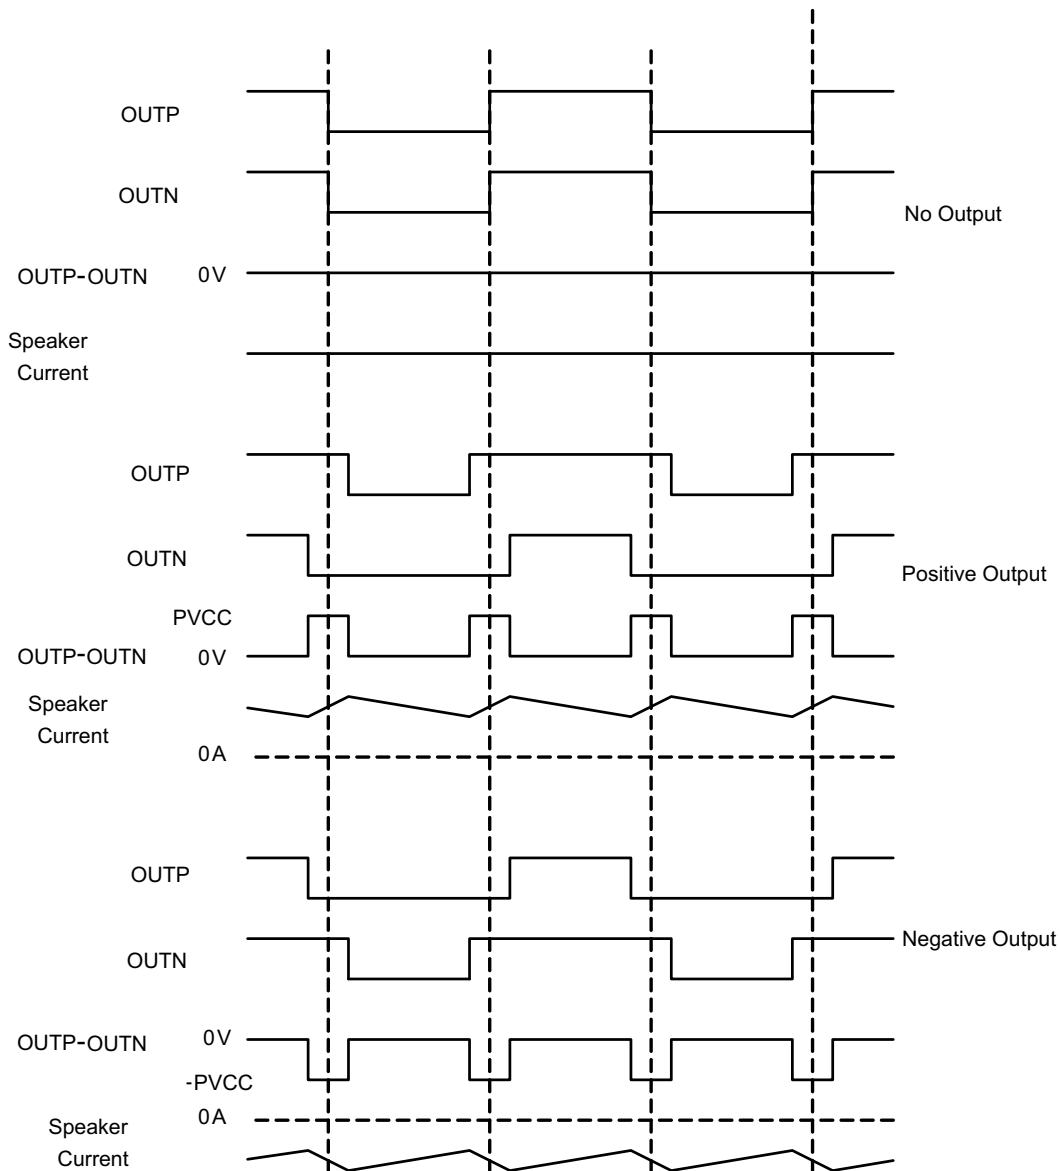 OUTP
OUTN
No Output
OUTP-OUTN 0V
Speaker
Current
OUTP
OUTN
Positive Output
PVCC
OUTP-OUTN 0V
Speaker
Current
0A
OUTP
Negative Output
OUTN
OUTP-OUTN 0V
-PVCC
0A
Speaker
Current